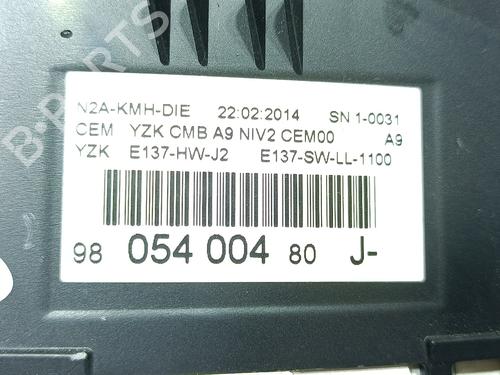 B-PARTS
N2A-KMH-DIE 22:02:2014 SN 1-0031
CEM YZK CMB A9 NIV2 CEM00 A9
YZK E137-HW-J2 E137-SW-LL-1100
98 054 004 80 J-